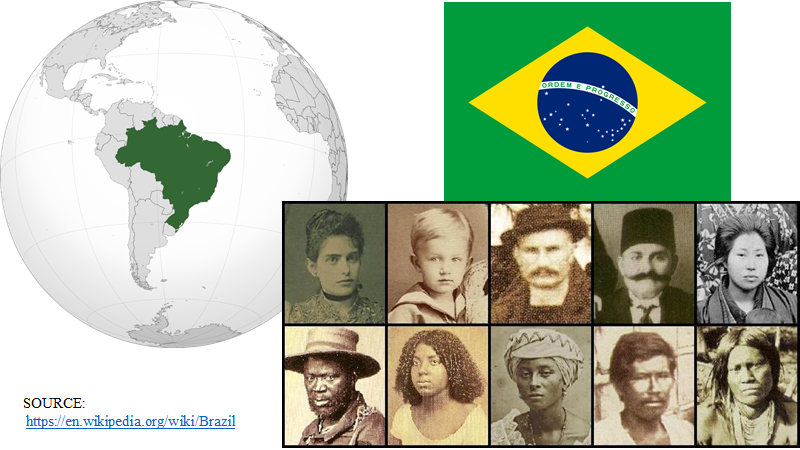 ORDEM E PROGRESSO
SOURCE:
https://en.wikipedia.org/wiki/Brazil